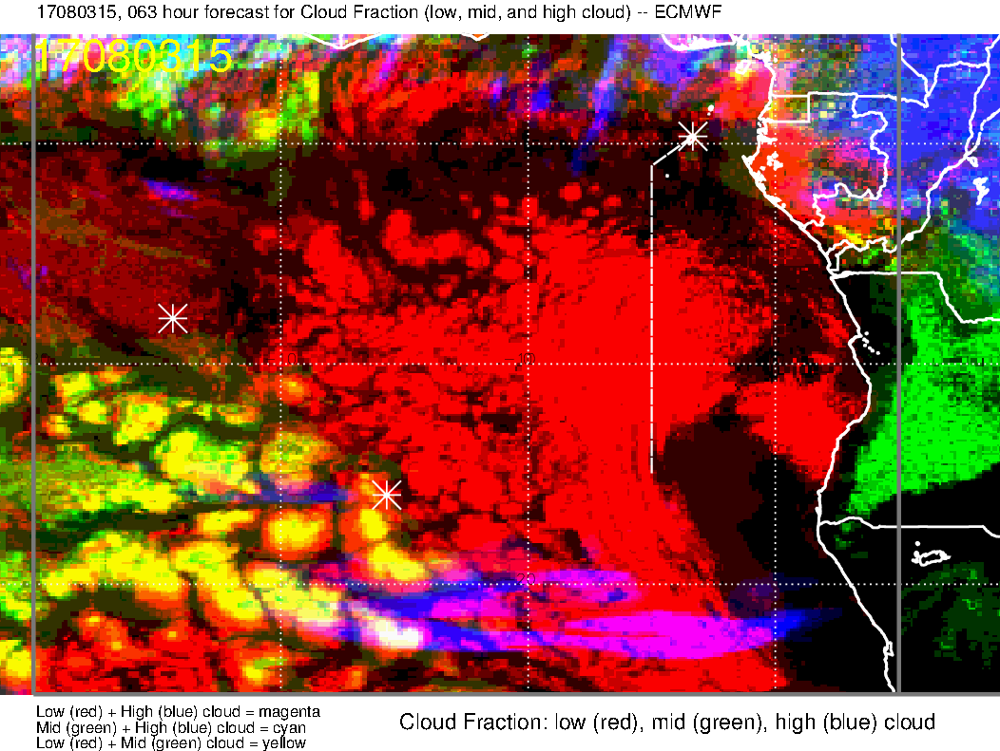 17080315, 063 hour forecast for Cloud Fraction (low, mid, and high cloud) -- ECMWF
17080315
Low (red) + High (blue) cloud = magenta
Mid (green) + High (blue) cloud = cyan
Low (red) + Mid (green) cloud = yellow
Cloud Fraction: low (red), mid (green), high (blue) cloud